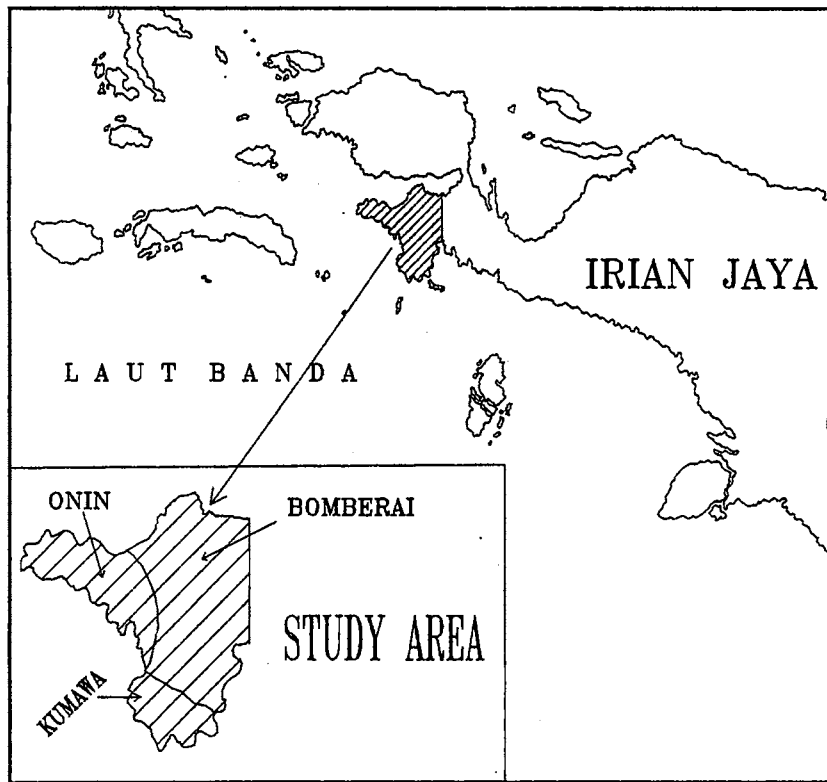 IRIAN JAYA
LAUT BANDA
ONIN
BOMBERAI
STUDY AREA
KUMAWA